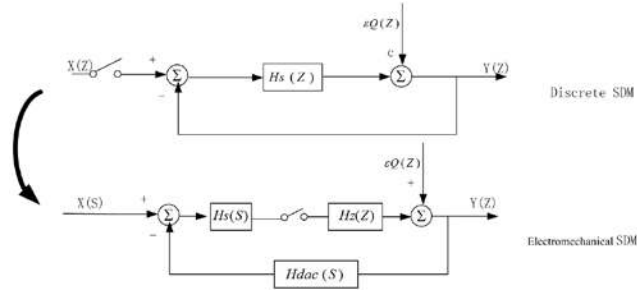 εQ(Z)
X(Z) + Σ Hs(Z) c Σ Y(Z)
−
Discrete SDM
εQ(Z)
+
X(S) + Σ Hs(S) Hz(Z) Σ Y(Z)
−
Electromechanical SDM
Hdac(S)